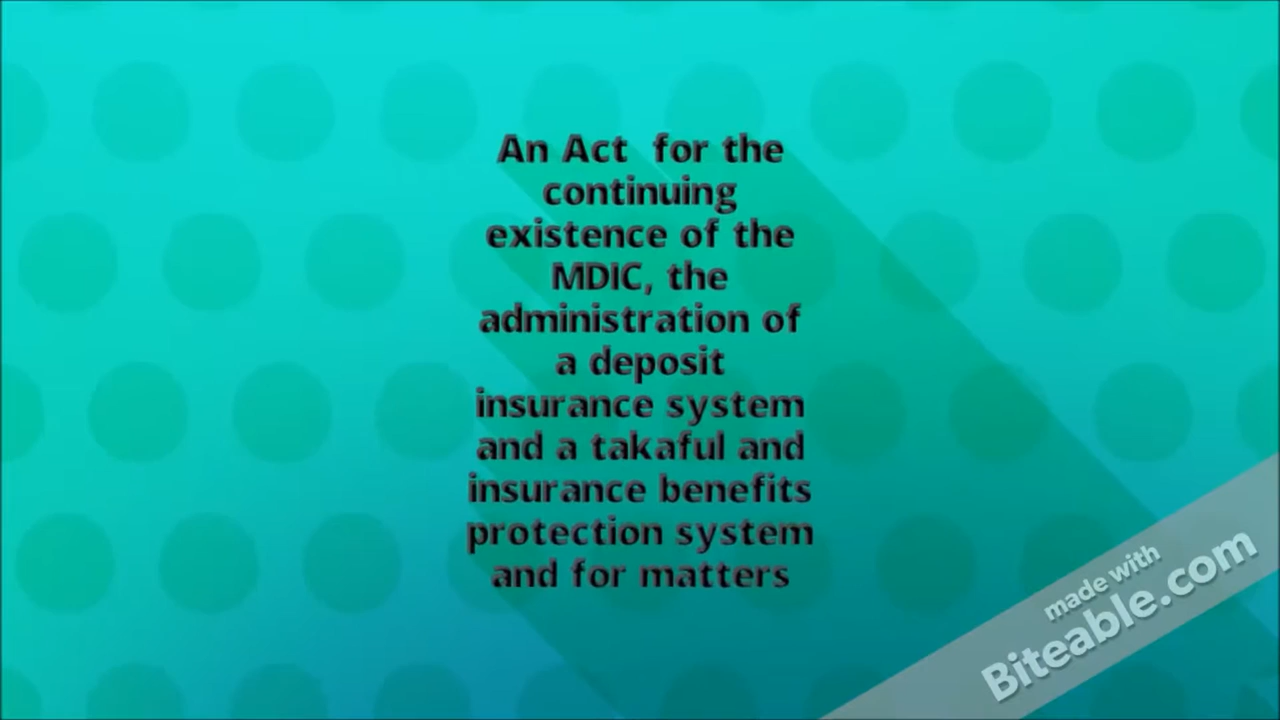 An Act for the
continuing
existence of the
MDIC, the
administration of
a deposit
insurance system
and a takaful and
insurance benefits
protection system
and for matters
made with
Biteable.com